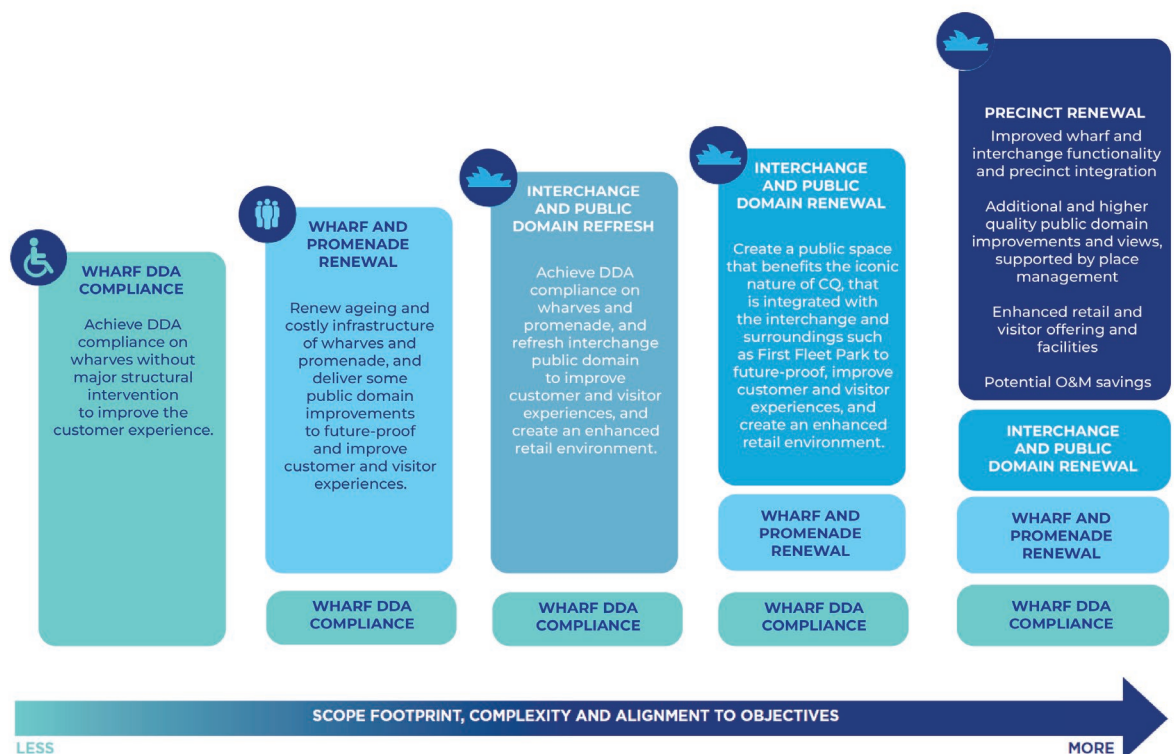 WHARF DDA
COMPLIANCE
Achieve DDA
compliance on
wharves without
major structural
intervention
to improve the
customer experience.
WHARF AND
PROMENADE
RENEWAL
Renew ageing and
costly infrastructure
of wharves and
promenade, and
deliver some
public domain
improvements
to future-proof
and improve
customer and visitor
experiences.
WHARF DDA
COMPLIANCE
INTERCHANGE
AND PUBLIC
DOMAIN REFRESH
Achieve DDA
compliance on
wharves and
promenade, and
refresh interchange
public domain
to improve
customer and visitor
experiences, and
create an enhanced
retail environment.
WHARF DDA
COMPLIANCE
INTERCHANGE
AND PUBLIC
DOMAIN RENEWAL
Create a public space
that benefits the iconic
nature of CQ, that
is integrated with
the interchange and
surroundings such
as First Fleet Park to
future-proof, improve
customer and visitor
experiences, and
create an enhanced
retail environment.
WHARF AND
PROMENADE
RENEWAL
WHARF DDA
COMPLIANCE
PRECINCT RENEWAL
Improved wharf and
interchange functionality
and precinct integration
Additional and higher
quality public domain
improvements and views,
supported by place
management
Enhanced retail and
visitor offering and
facilities
Potential O&M savings
INTERCHANGE
AND PUBLIC
DOMAIN RENEWAL
WHARF AND
PROMENADE
RENEWAL
WHARF DDA
COMPLIANCE
SCOPE FOOTPRINT, COMPLEXITY AND ALIGNMENT TO OBJECTIVES
LESS
MORE